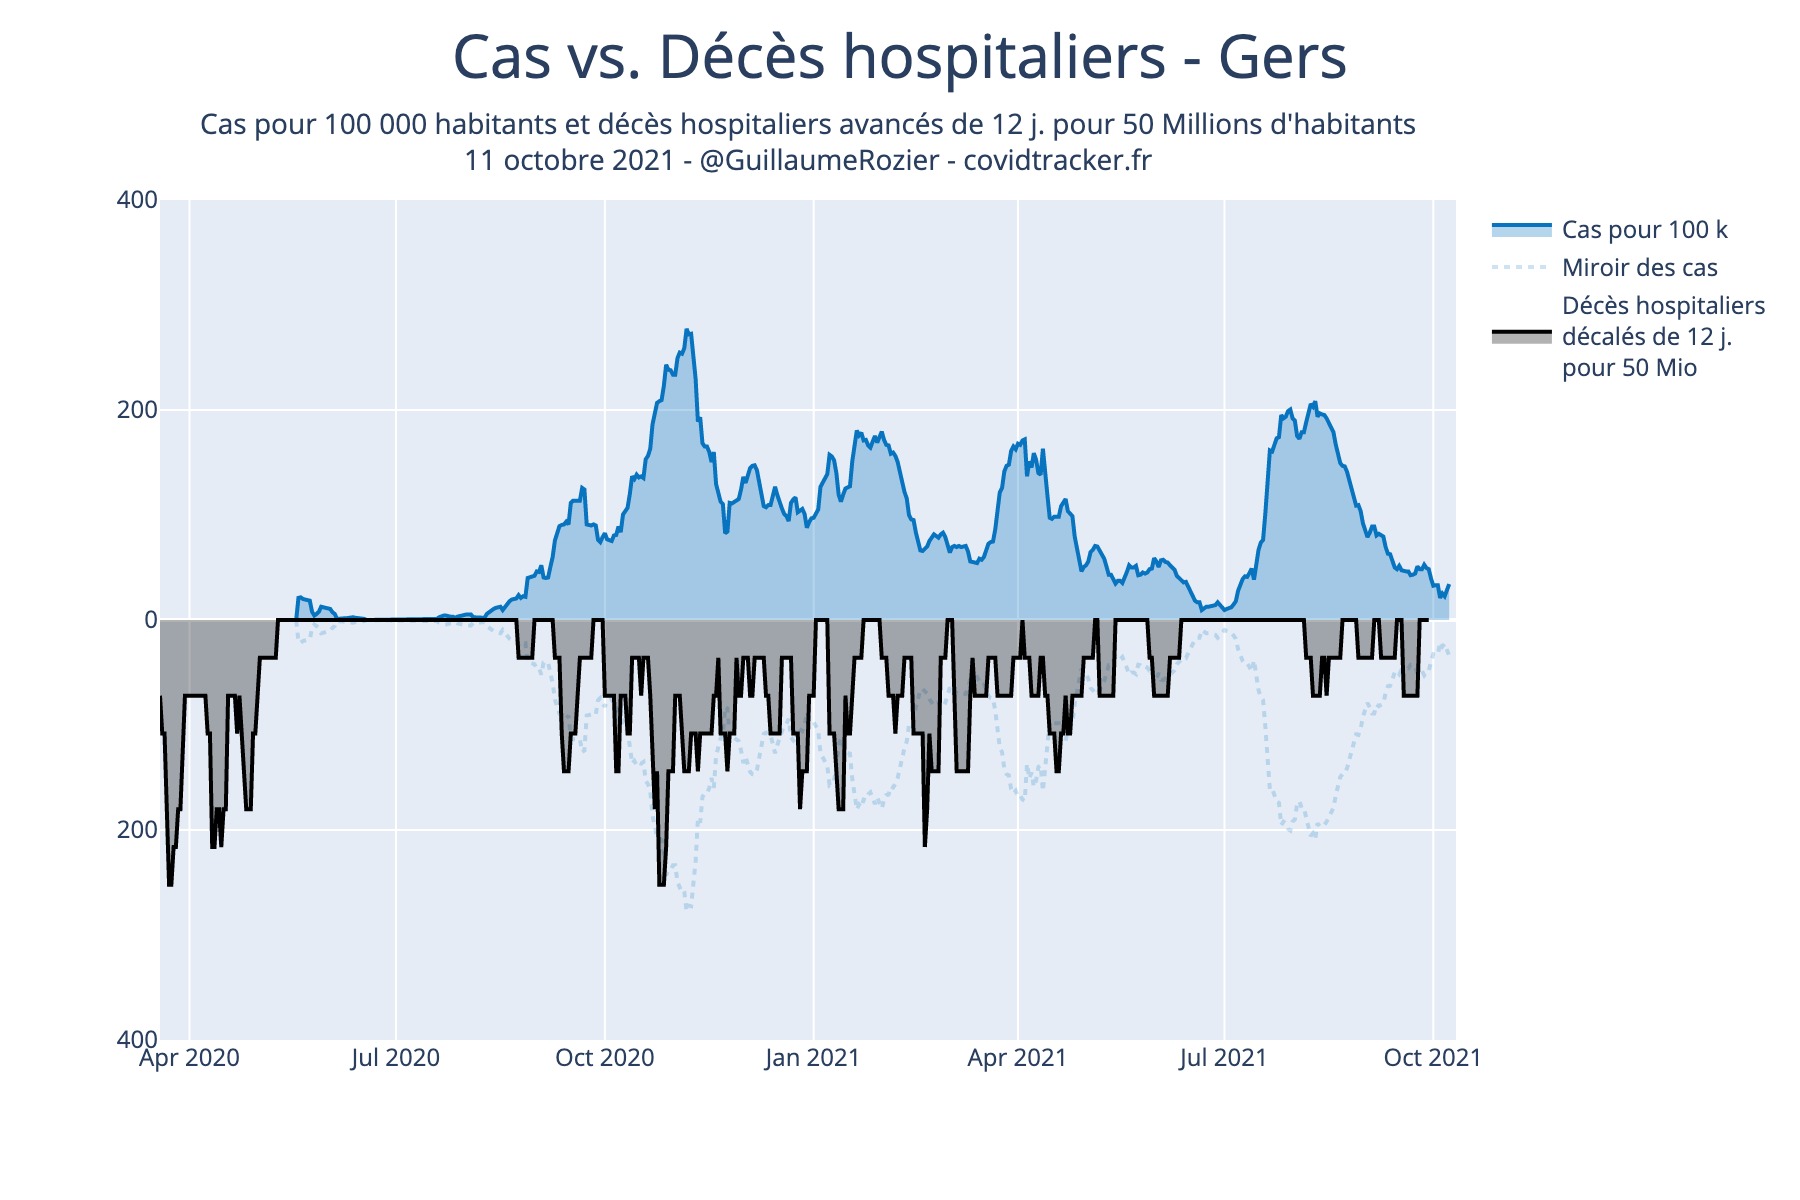 Cas vs. Décès hospitaliers - Gers
Cas pour 100 000 habitants et décès hospitaliers avancés de 12 j. pour 50 Millions d'habitants
11 octobre 2021 - @GuillaumeRozier - covidtracker.fr
400
200
0
200
400
Apr 2020
Jul 2020
Oct 2020
Jan 2021
Apr 2021
Jul 2021
Oct 2021
Cas pour 100 k
Miroir des cas
Décès hospitaliers
décalés de 12 j.
pour 50 Mio